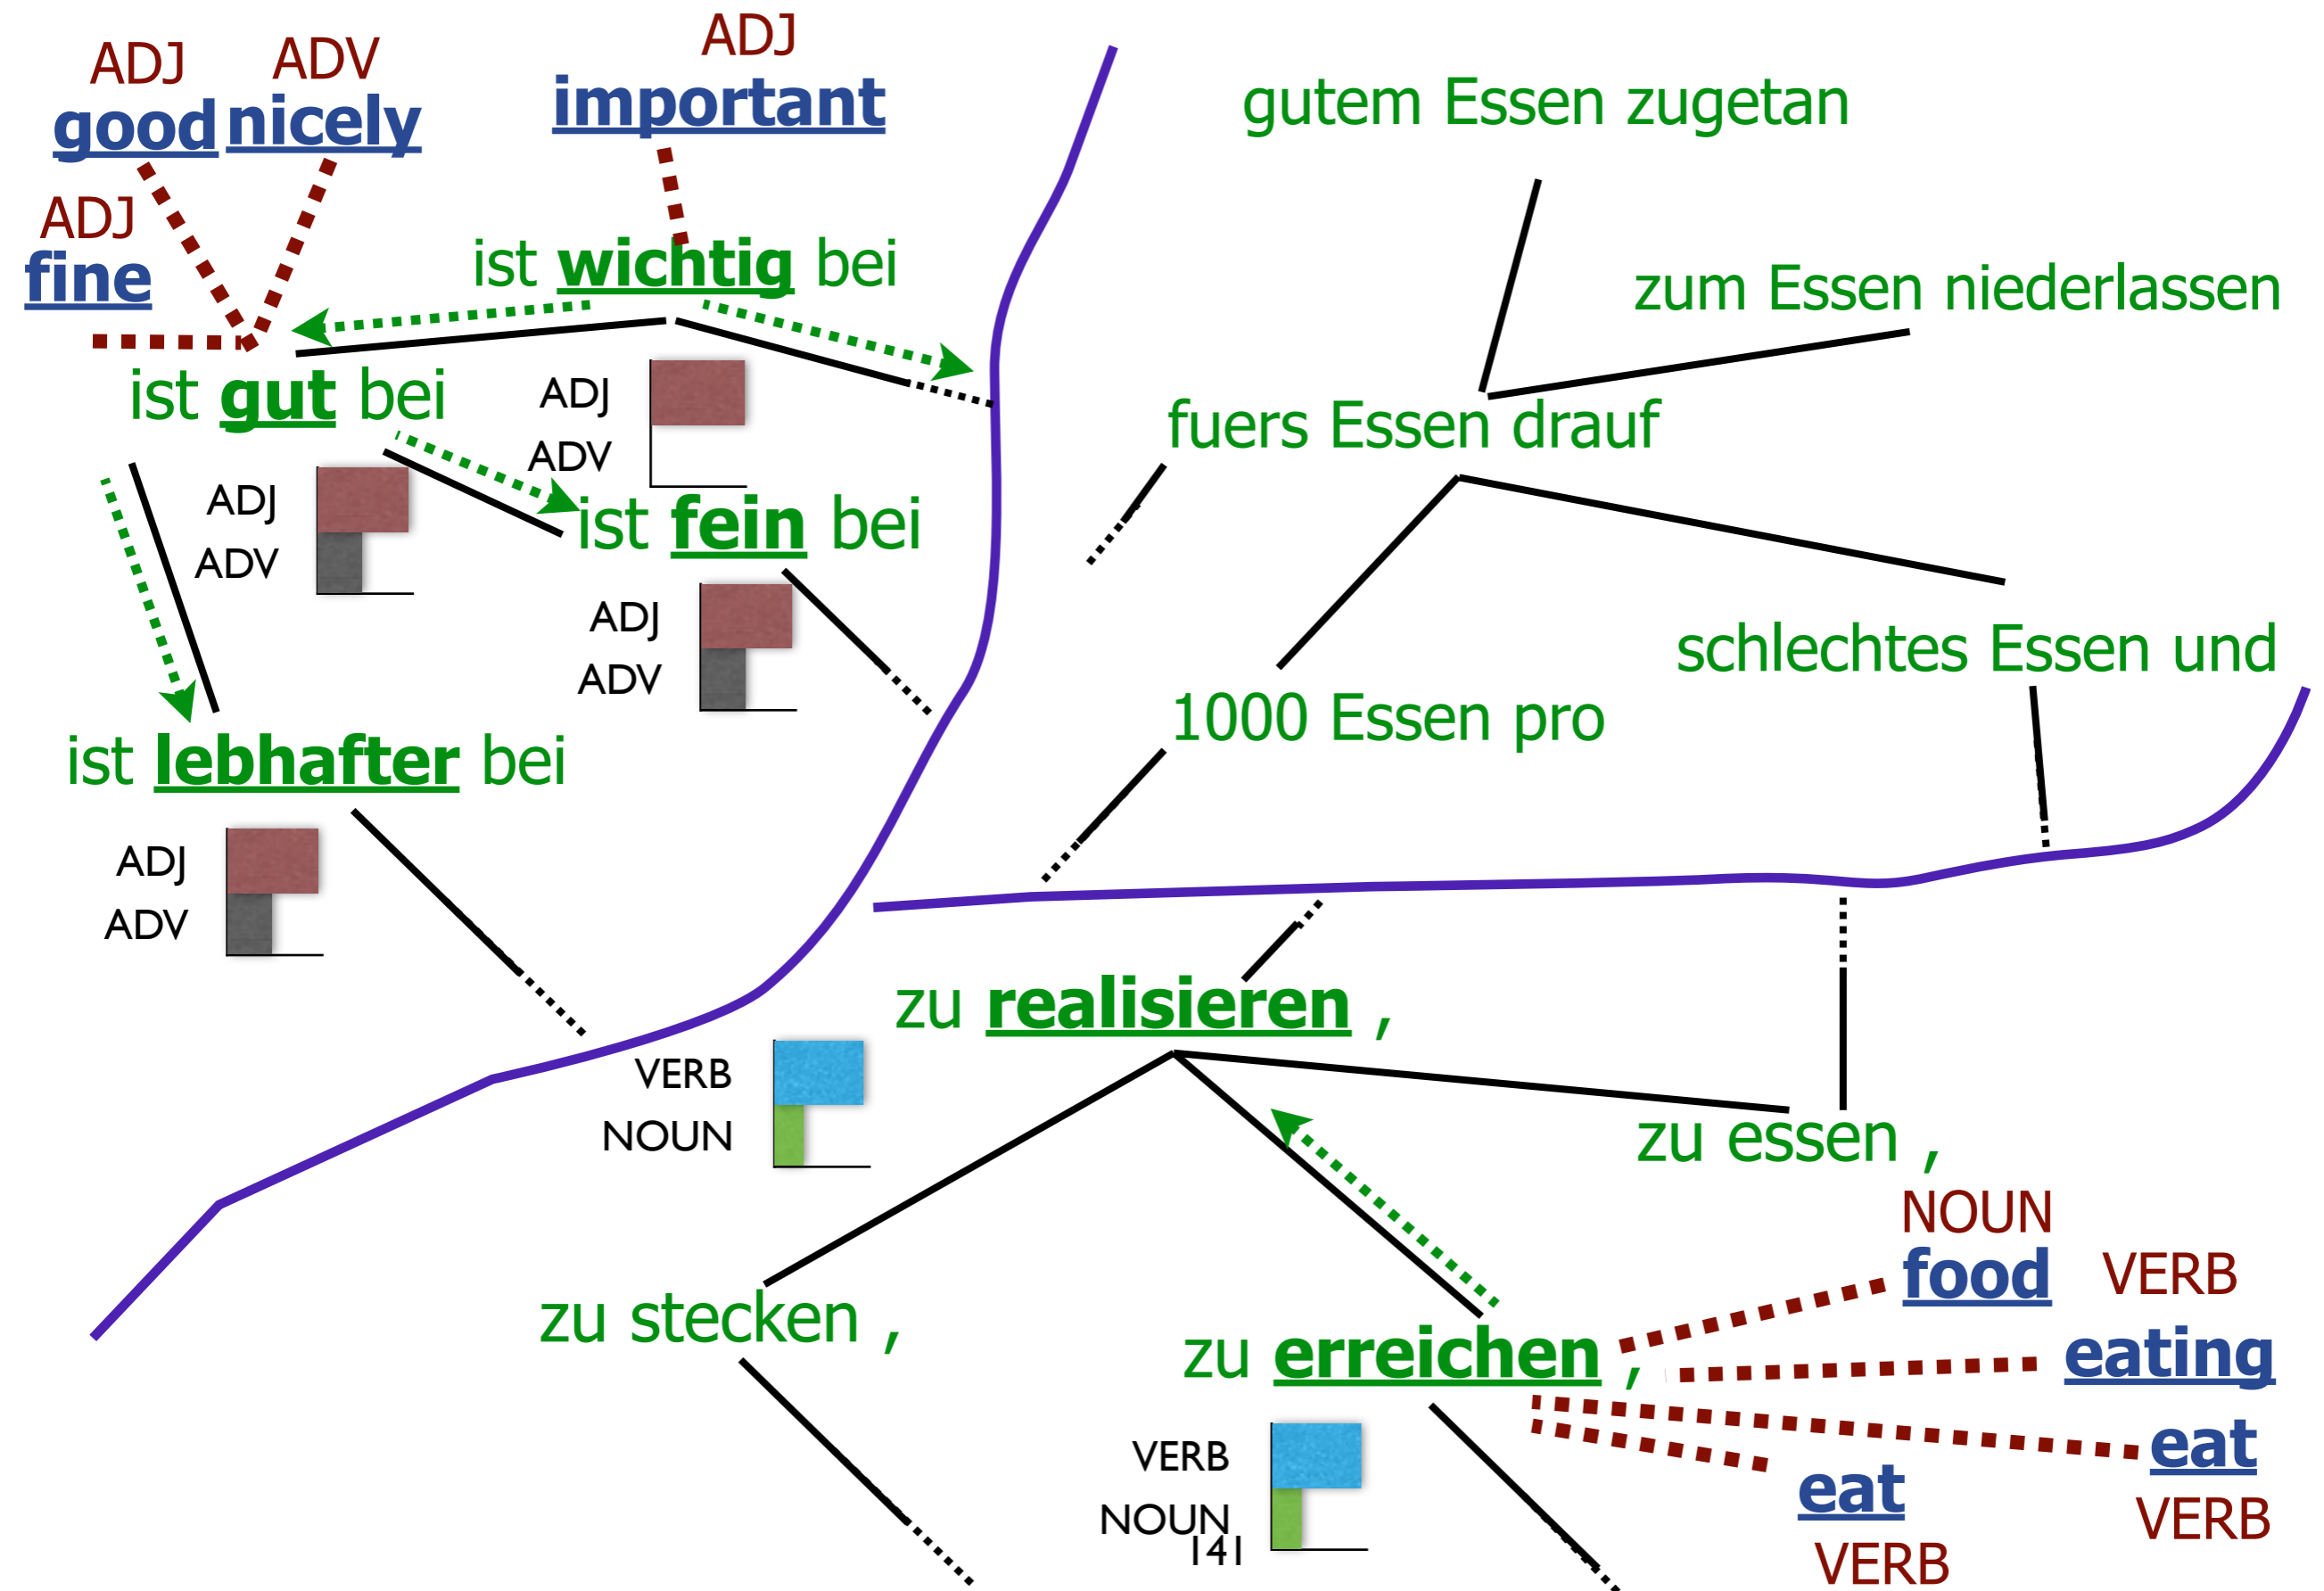 ADJ
ADV
ADJ
good
nicely
important
ADJ
fine
ist wichtig bei
ist gut bei
ADJ
ADV
ADJ
ADV
ist fein bei
ADJ
ADV
ist lebhafter bei
ADJ
ADV
gutem Essen zugetan
zum Essen niederlassen
fuers Essen drauf
schlechtes Essen und
1000 Essen pro
zu realisieren ,
VERB
NOUN
zu essen ,
zu stecken ,
zu erreichen ,
NOUN
food
VERB
eating
eat
VERB
eat
VERB
VERB
NOUN
141